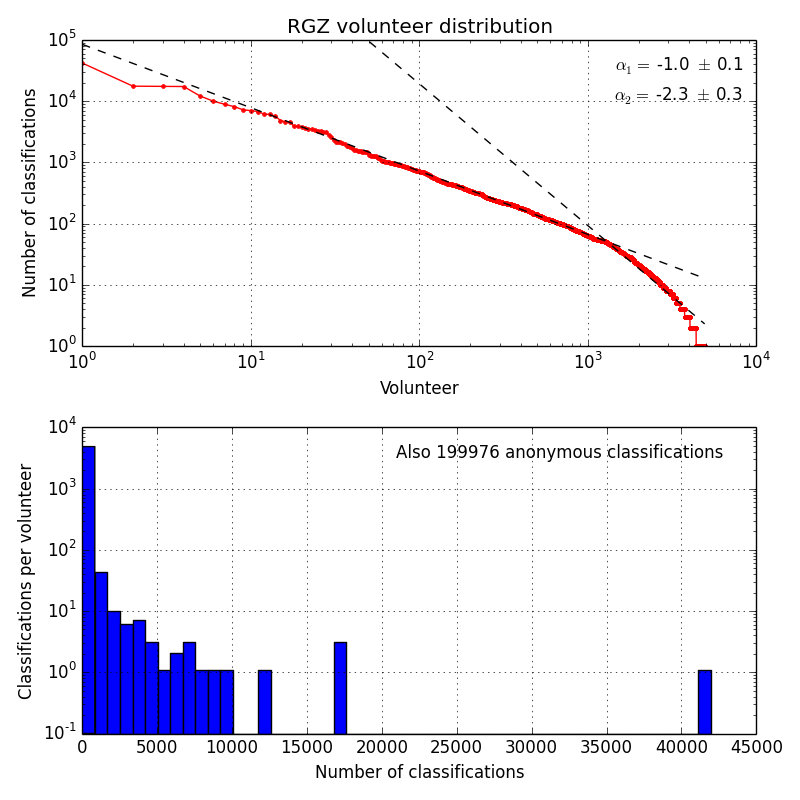 RGZ volunteer distribution
10^5
10^4
10^3
10^2
10^1
10^0
Number of classifications
α_1 = -1.0 ± 0.1
α_2 = -2.3 ± 0.3
10^0 10^1 10^2 10^3 10^4
Volunteer
10^4
10^3
10^2
10^1
10^0
10^-1
Classifications per volunteer
Also 199976 anonymous classifications
0 5000 10000 15000 20000 25000 30000 35000 40000 45000
Number of classifications